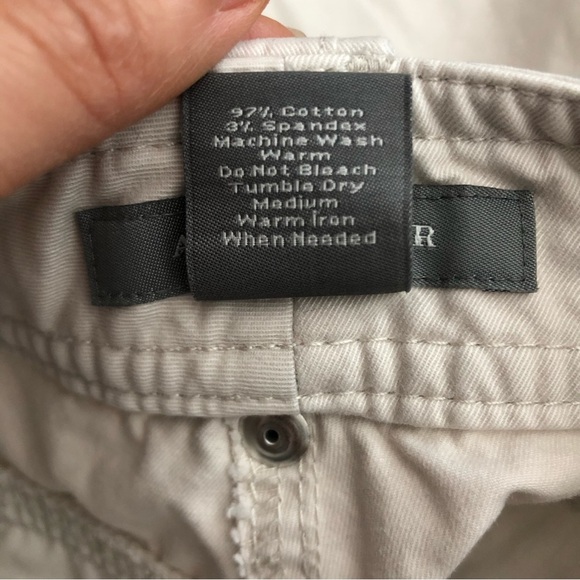 97% Cotton
3% Spandex
Machine Wash
Warm
Do Not Bleach
Tumble Dry
Medium
Warm Iron
When Needed
R